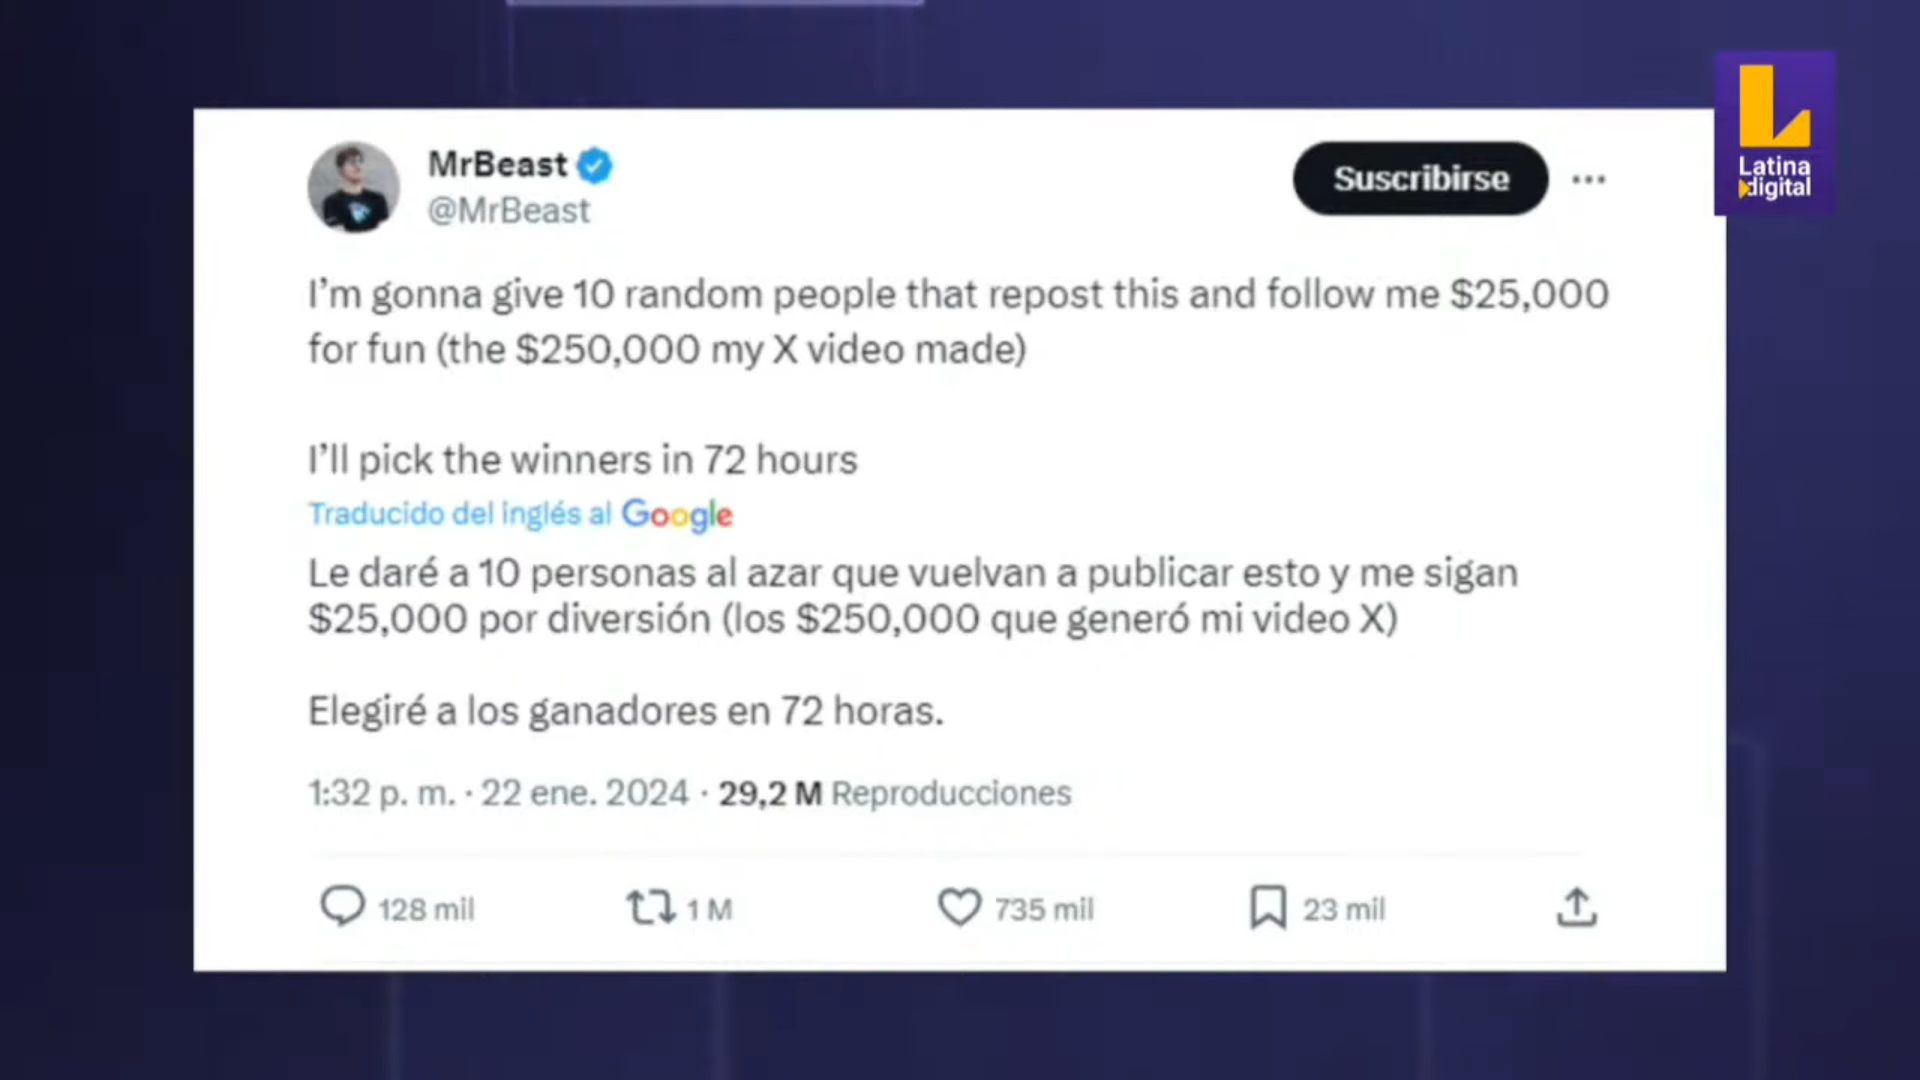 MrBeast
@MrBeast
Suscribirse
Latina
digital
I'm gonna give 10 random people that repost this and follow me $25,000
for fun (the $250,000 my X video made)
I'll pick the winners in 72 hours
Traducido del inglés al Google
Le daré a 10 personas al azar que vuelvan a publicar esto y me sigan
$25,000 por diversión (los $250,000 que generó mi video X)
Elegiré a los ganadores en 72 horas.
1:32 p. m. · 22 ene. 2024 · 29,2 M Reproducciones
128 mil 1 M 735 mil 23 mil